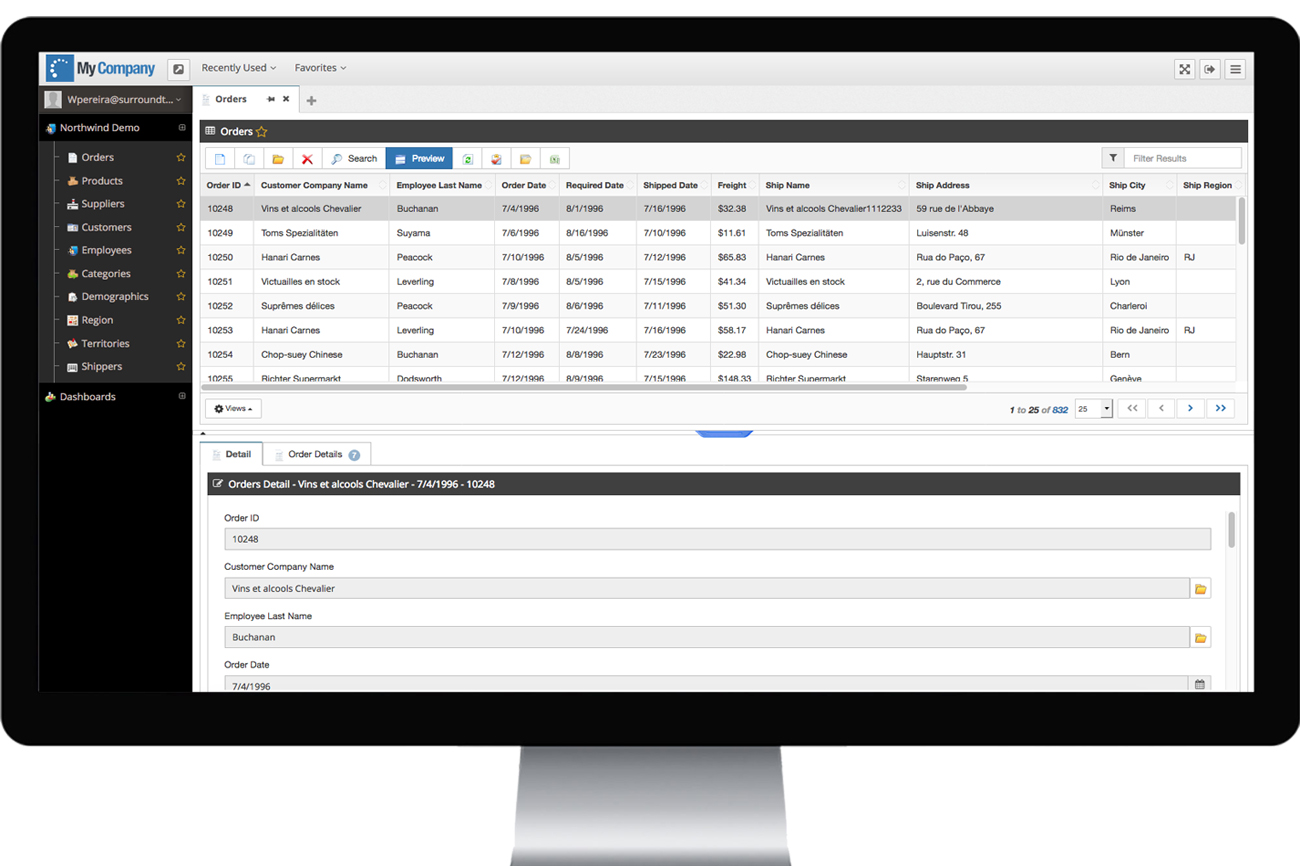 MyCompany Recently Used Favorites
Wpereira@surroundt... Orders
Northwind Demo
Orders
Products
Suppliers
Customers
Employees
Categories
Demographics
Region
Territories
Shippers
Dashboards
Orders
Search Preview Filter Results
Order ID Customer Company Name Employee Last Name Order Date Required Date Shipped Date Freight Ship Name Ship Address Ship City Ship Region
10248 Vins et alcools Chevalier Buchanan 7/4/1996 8/1/1996 7/16/1996 $32.38 Vins et alcools Chevalier1112233 59 rue de l'Abbaye Reims
10249 Toms Spezialitäten Suyama 7/6/1996 8/16/1996 7/10/1996 $11.61 Toms Spezialitäten Luisenstr. 48 Münster
10250 Hanari Carnes Peacock 7/10/1996 8/5/1996 7/12/1996 $65.83 Hanari Carnes Rua do Paço, 67 Rio de Janeiro RJ
10251 Victuailles en stock Leverling 7/8/1996 8/5/1996 7/15/1996 $41.34 Victuailles en stock 2, rue du Commerce Lyon
10252 Suprêmes délices Peacock 7/9/1996 8/6/1996 7/11/1996 $51.30 Suprêmes délices Boulevard Tirou, 255 Charleroi
10253 Hanari Carnes Leverling 7/10/1996 7/24/1996 7/16/1996 $58.17 Hanari Carnes Rua do Paço, 67 Rio de Janeiro RJ
10254 Chop-suey Chinese Buchanan 7/12/1996 8/8/1996 7/23/1996 $22.98 Chop-suey Chinese Hauptstr. 31 Bern
10255 Richter Supermarkt Dodsworth 7/12/1996 8/9/1996 7/15/1996 $148.33 Richter Supermarkt Starenweg 5 Genève
Views 1 to 25 of 832 25
Detail Order Details ?
Orders Detail - Vins et alcools Chevalier - 7/4/1996 - 10248
Order ID
10248
Customer Company Name
Vins et alcools Chevalier
Employee Last Name
Buchanan
Order Date
7/4/1996